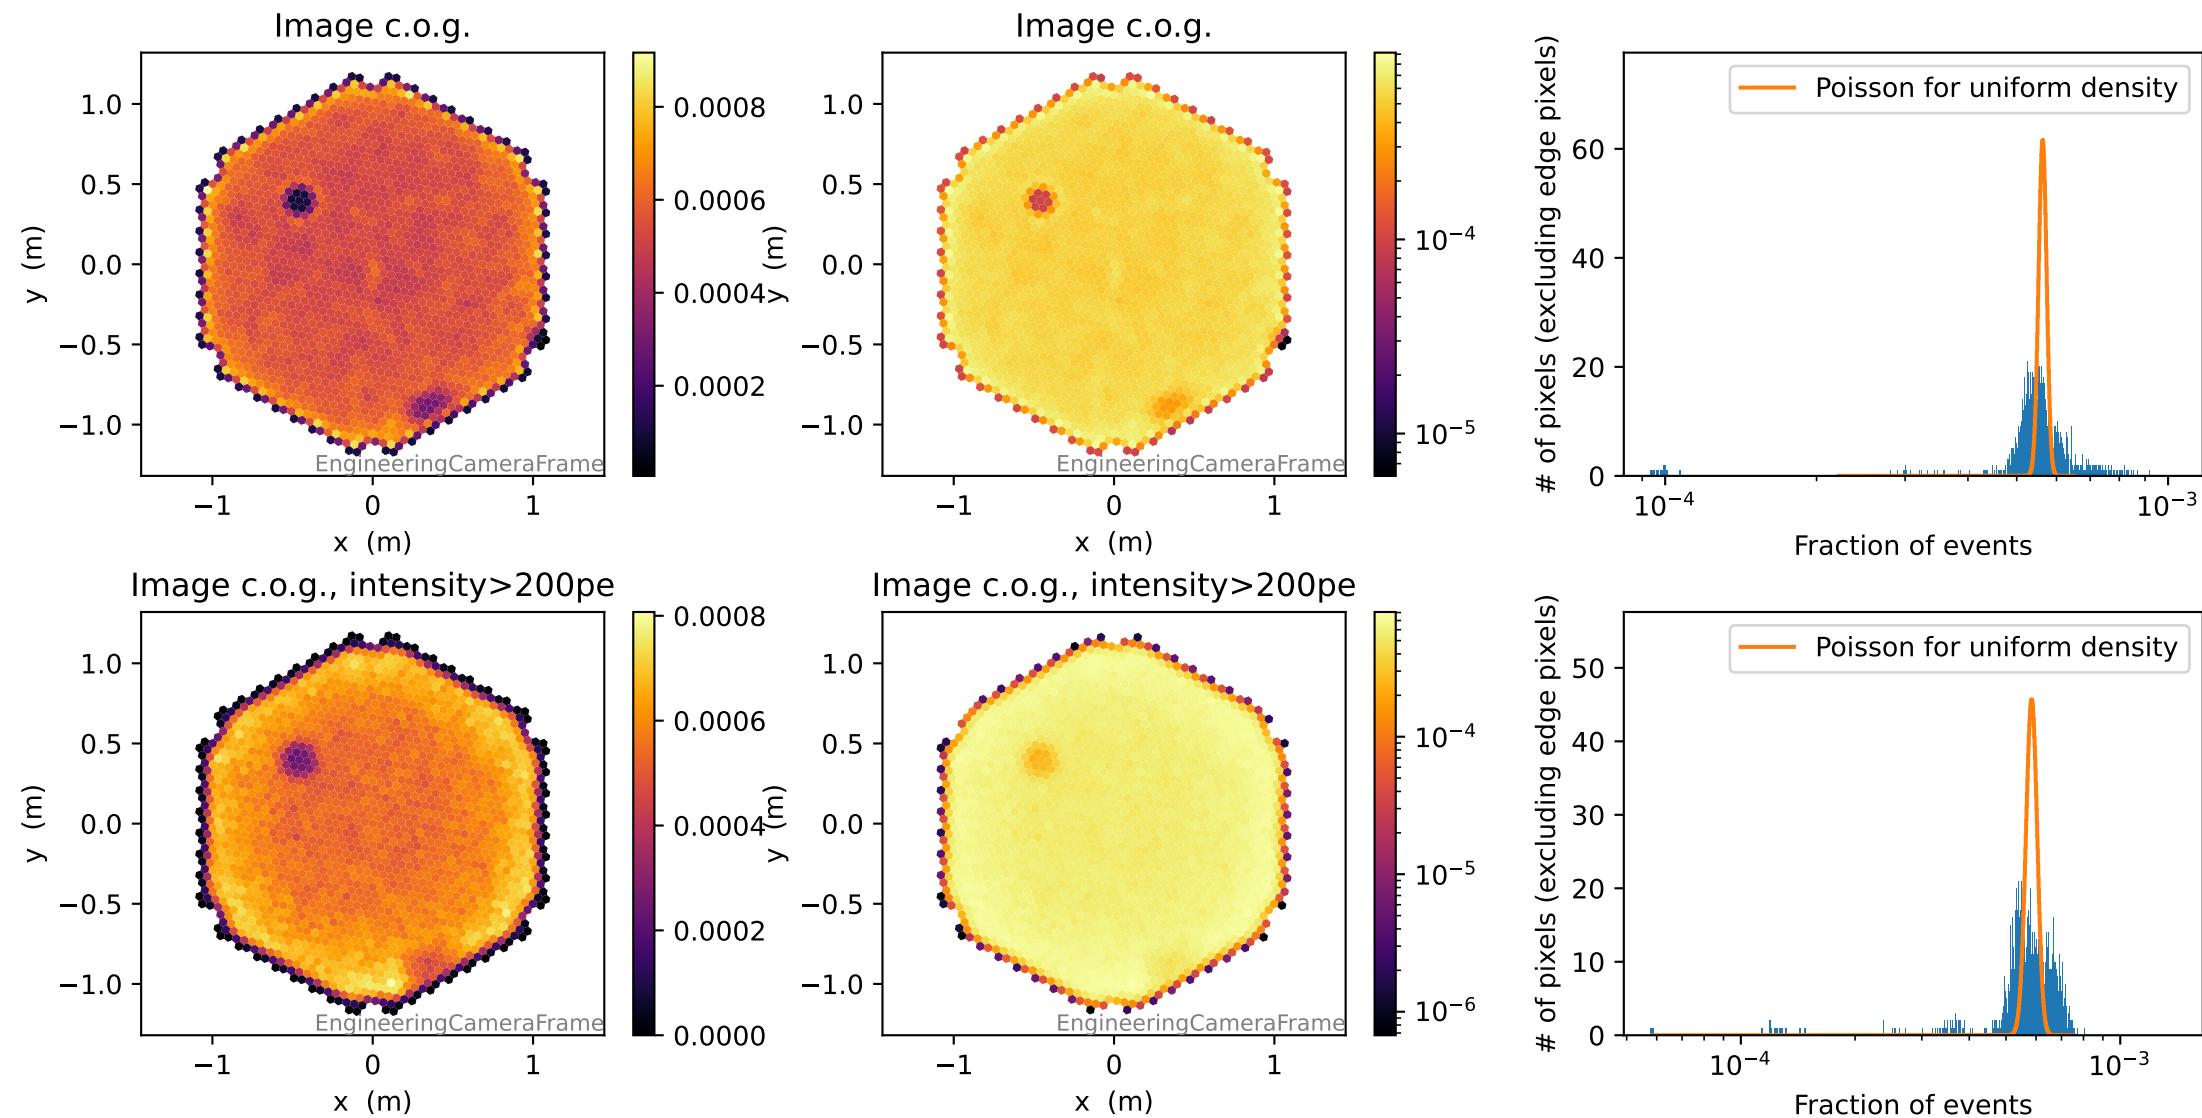 Image c.o.g.
1.0
0.5
0.0
−0.5
−1.0
y (m)
−1
0
1
x (m)
EngineeringCameraFrame
0.0008
0.0006
0.0004
0.0002
Image c.o.g.
1.0
0.5
0.0
−0.5
−1.0
y (m)
−1
0
1
x (m)
EngineeringCameraFrame
10⁻⁴
10⁻⁵
# of pixels (excluding edge pixels)
60
40
20
0
Poisson for uniform density
10⁻⁴
10⁻³
Fraction of events
Image c.o.g., intensity>200pe
1.0
0.5
0.0
−0.5
−1.0
y (m)
−1
0
1
x (m)
EngineeringCameraFrame
0.0008
0.0006
0.0004
0.0002
0.0000
Image c.o.g., intensity>200pe
1.0
0.5
0.0
−0.5
−1.0
y (m)
−1
0
1
x (m)
EngineeringCameraFrame
10⁻⁴
10⁻⁵
10⁻⁶
# of pixels (excluding edge pixels)
50
40
30
20
10
0
Poisson for uniform density
10⁻⁴
10⁻³
Fraction of events